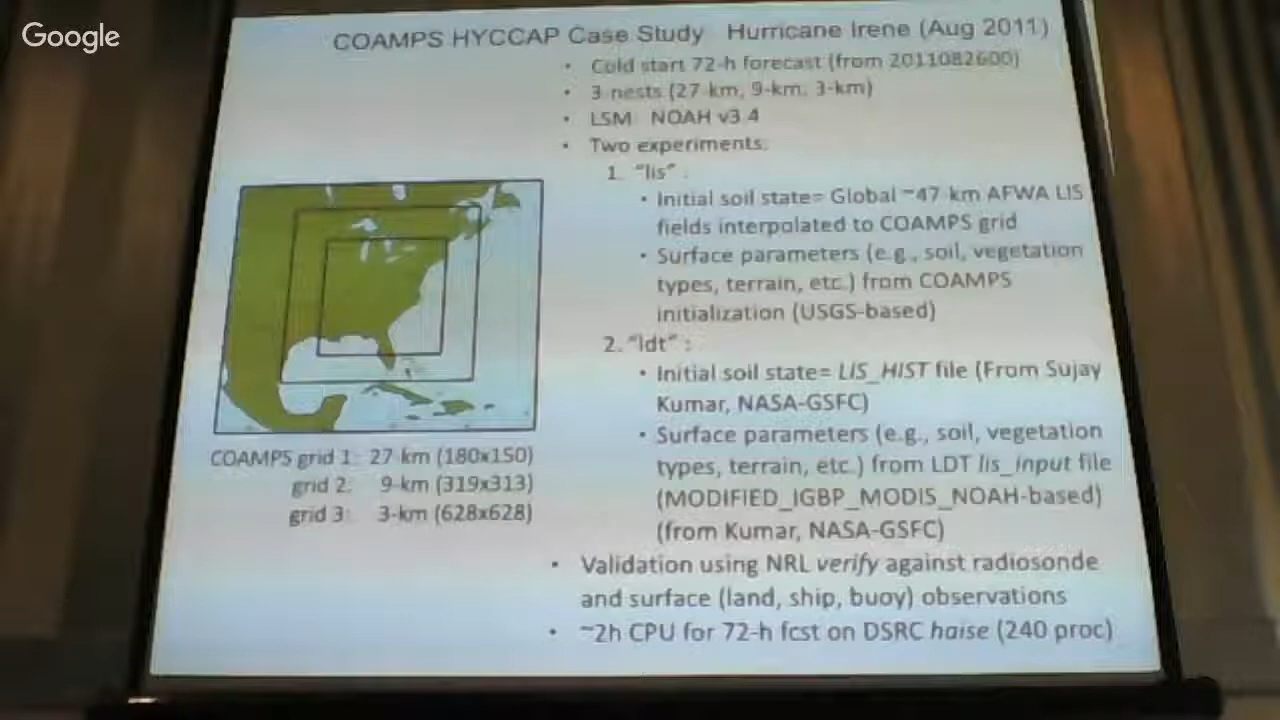 Google
COAMPS HYCCAP Case Study Hurricane Irene (Aug 2011)
• Cold start 72-h forecast (from 2011082600)
• 3 nests (27-km, 9-km, 3-km)
• LSM: NOAH v3.4
• Two experiments:
1. "lis" :
• Initial soil state= Global ~47 km AFWA LIS
fields interpolated to COAMPS grid
• Surface parameters (e.g., soil, vegetation
types, terrain, etc.) from COAMPS
initialization (USGS-based)
2. "ldt" :
• Initial soil state= LIS_HIST file (From Sujay
Kumar, NASA-GSFC)
• Surface parameters (e.g., soil, vegetation
types, terrain, etc.) from LDT lis_input file
(MODIFIED_IGBP_MODIS_NOAH-based)
(from Kumar, NASA-GSFC)
• Validation using NRL verify against radiosonde
and surface (land, ship, buoy) observations
• ~2h CPU for 72-h fcst on DSRC haise (240 proc)
COAMPS grid 1: 27 km (180x150)
grid 2: 9-km (319x313)
grid 3: 3-km (628x628)